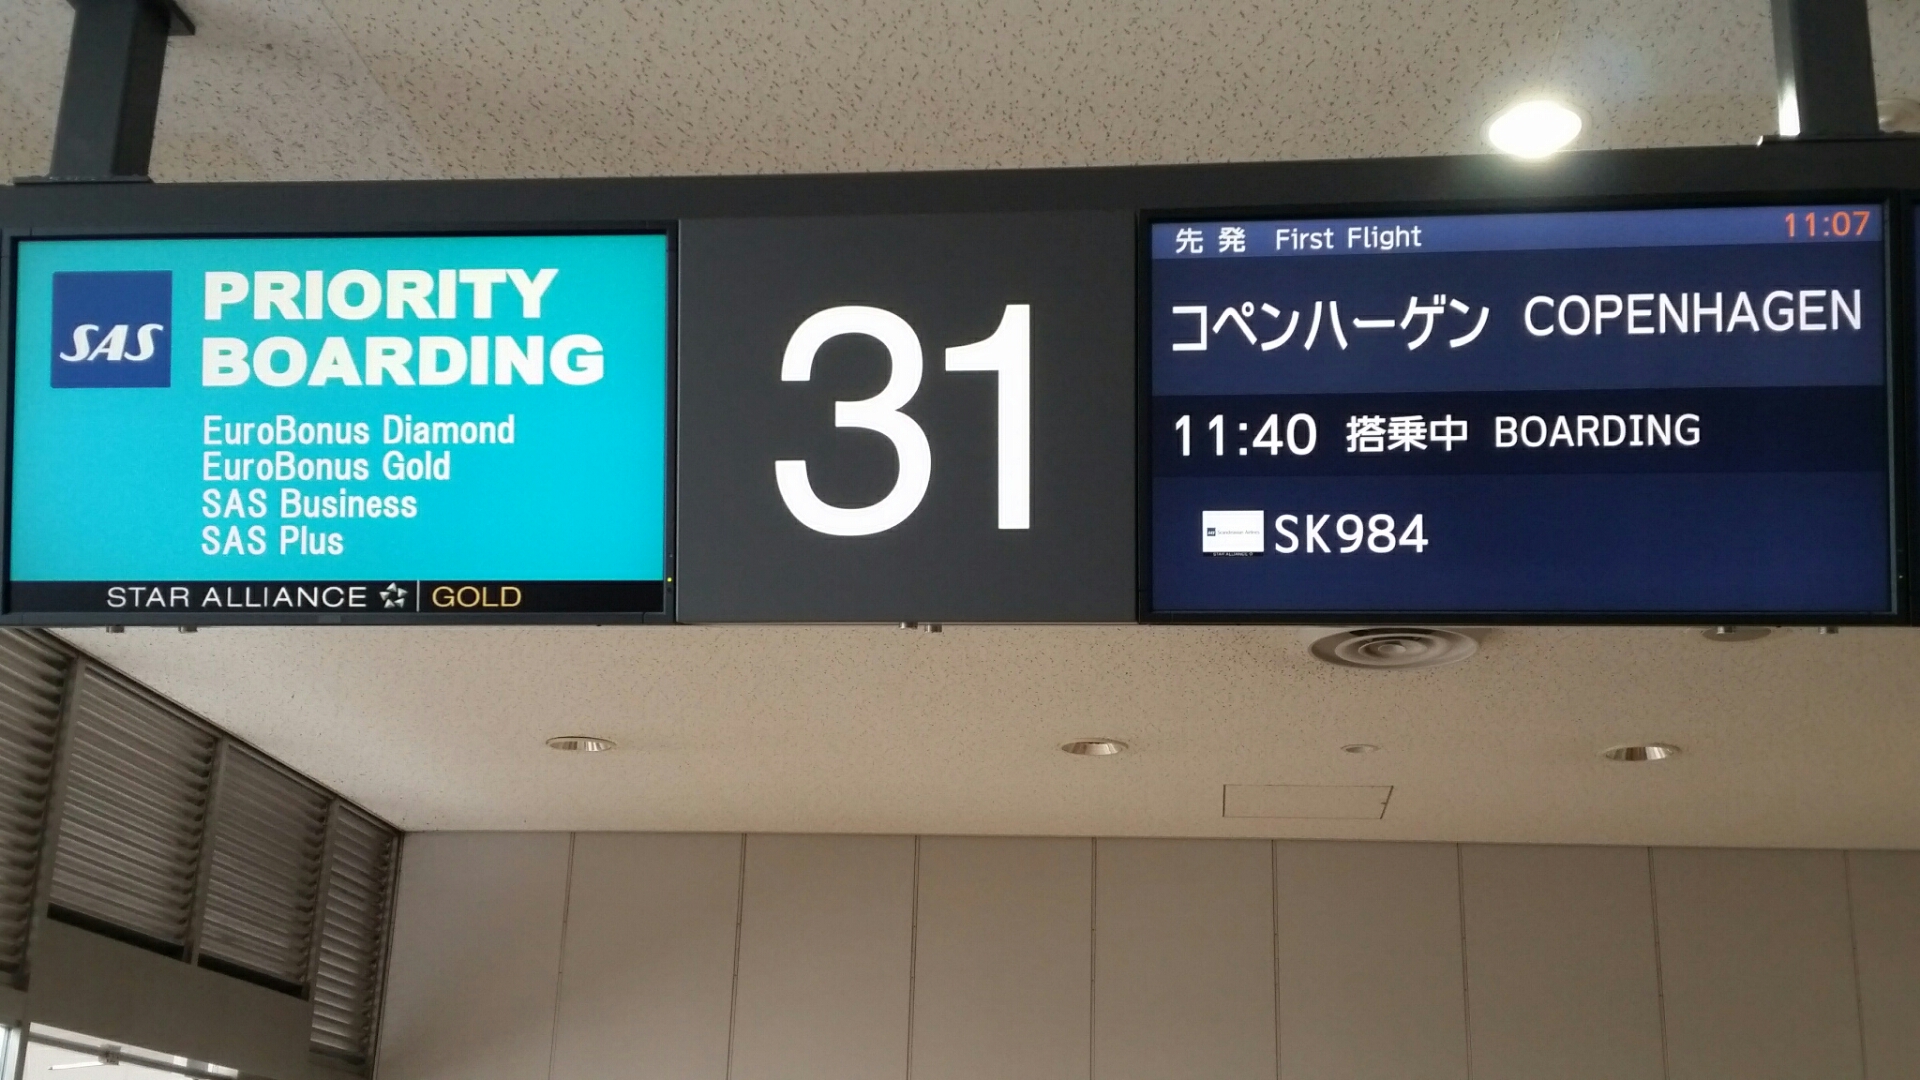 SAS
PRIORITY
BOARDING
EuroBonus Diamond
EuroBonus Gold
SAS Business
SAS Plus
STAR ALLIANCE GOLD
31
先発 First Flight 11:07
コペンハーゲン COPENHAGEN
11:40 搭乗中 BOARDING
SK984